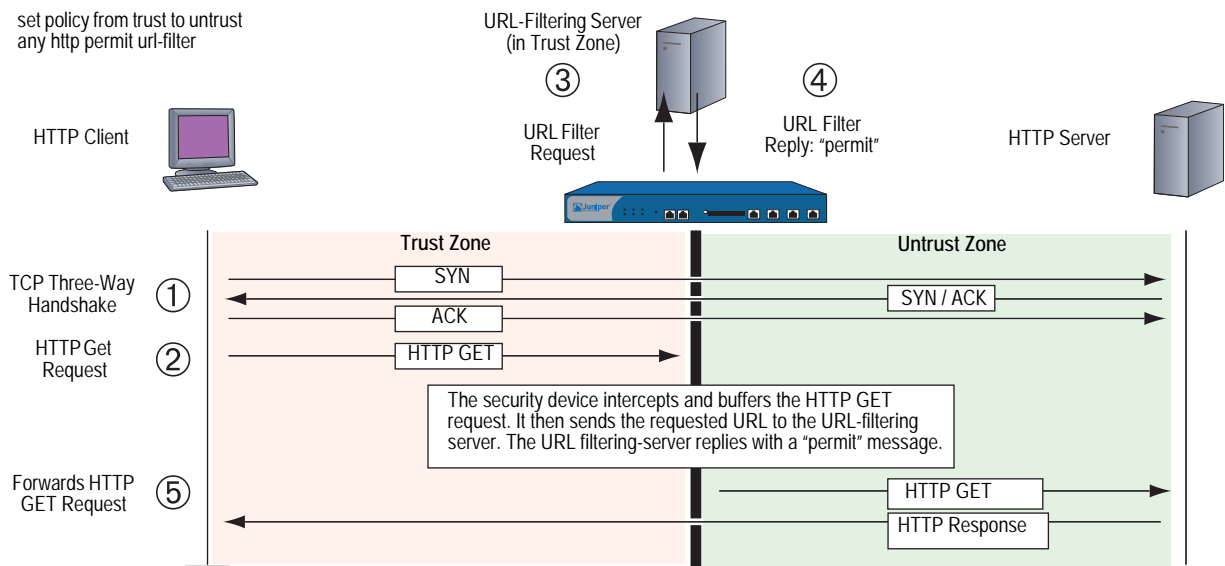 set policy from trust to untrust
any http permit url-filter
URL-Filtering Server
(in Trust Zone)
3
4
HTTP Client
URL Filter
Request
URL Filter
Reply: “permit”
HTTP Server
Juniper
Trust Zone
Untrust Zone
TCP Three-Way
Handshake
1
SYN
SYN / ACK
ACK
HTTP Get
Request
2
HTTP GET
The security device intercepts and buffers the HTTP GET
request. It then sends the requested URL to the URL-filtering
server. The URL filtering-server replies with a “permit” message.
Forwards HTTP
GET Request
5
HTTP GET
HTTP Response